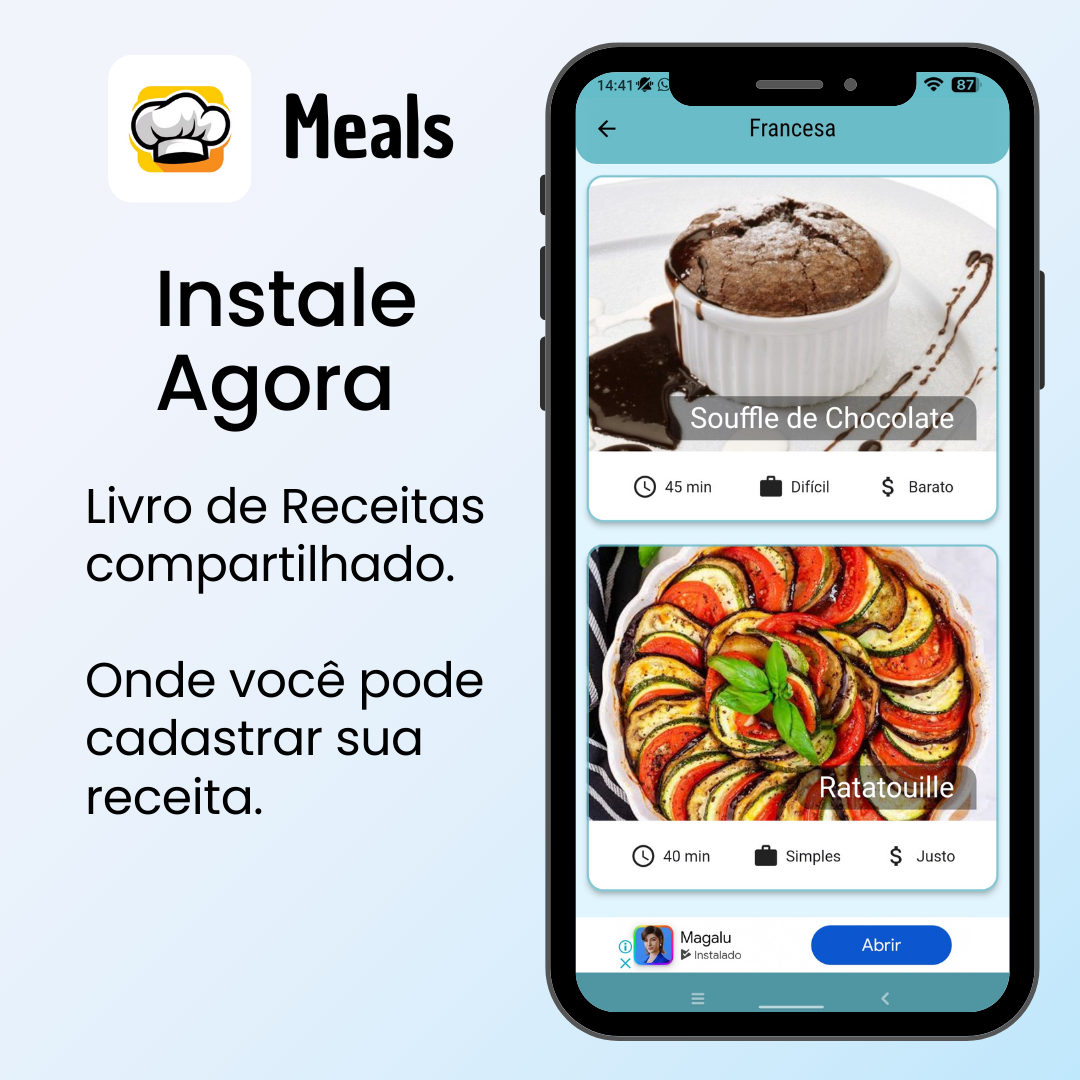 Meals
Instale
Agora
Livro de Receitas
compartilhado.
Onde você pode
cadastrar sua
receita.
14:41
87
Francesa
Souffle de Chocolate
45 min Difícil $ Barato
Ratatouille
40 min Simples $ Justo
Magalu
Instalado
Abrir